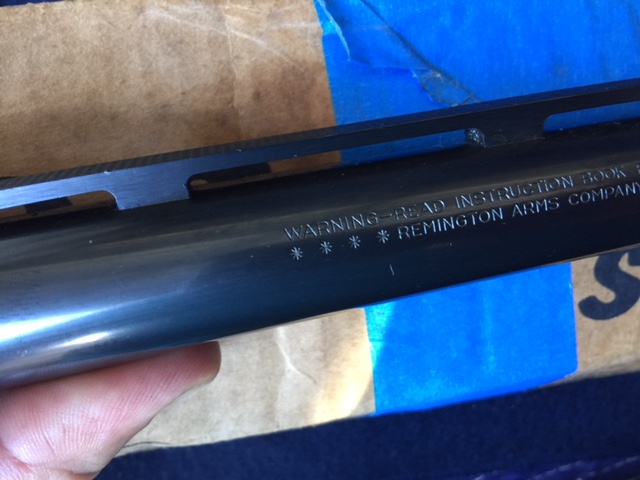 WARNING-READ INSTRUCTION BOOK
* * * * REMINGTON ARMS COMPANY
S